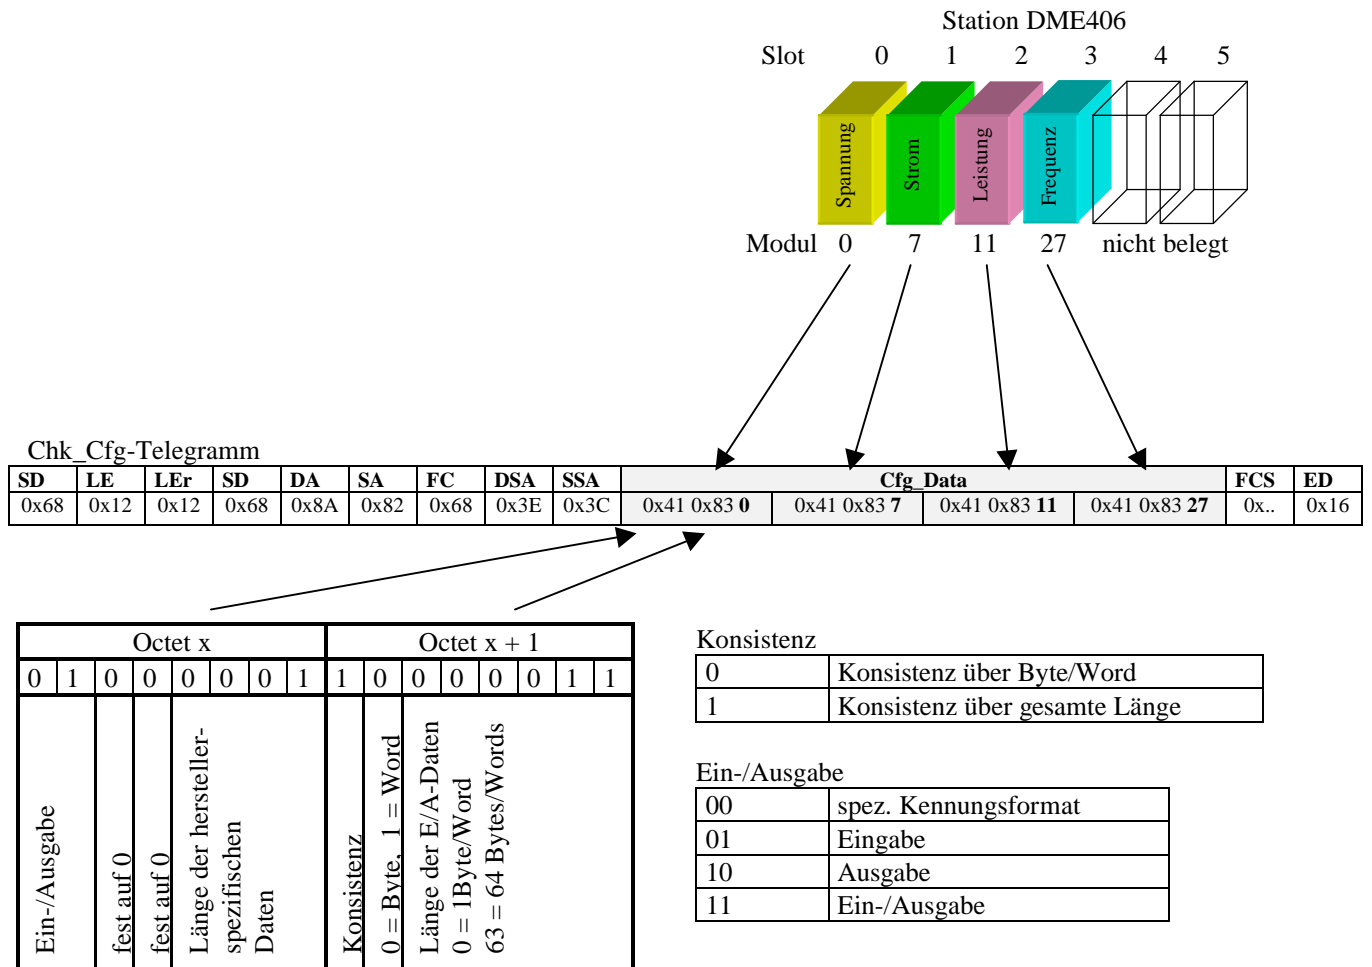 Station DME406
Slot 0 1 2 3 4 5
Spannung
Strom
Leistung
Frequenz
Modul 0 7 11 27 nicht belegt
Chk_Cfg-Telegramm
SD LE LEr SD DA SA FC DSA SSA Cfg_Data FCS ED
0x68 0x12 0x12 0x68 0x8A 0x82 0x68 0x3E 0x3C 0x41 0x83 0 0x41 0x83 7 0x41 0x83 11 0x41 0x83 27 0x.. 0x16
Octet x Octet x + 1
0 1 0 0 0 0 0 1 1 0 0 0 0 0 1 1
Ein-/Ausgabe
fest auf 0
fest auf 0
Länge der hersteller-
spezifischen
Daten
Konsistenz
0 = Byte, 1 = Word
Länge der E/A-Daten
0 = 1Byte/Word
63 = 64 Bytes/Words
Konsistenz
0 Konsistenz über Byte/Word
1 Konsistenz über gesamte Länge
Ein-/Ausgabe
00 spez. Kennungsformat
01 Eingabe
10 Ausgabe
11 Ein-/Ausgabe